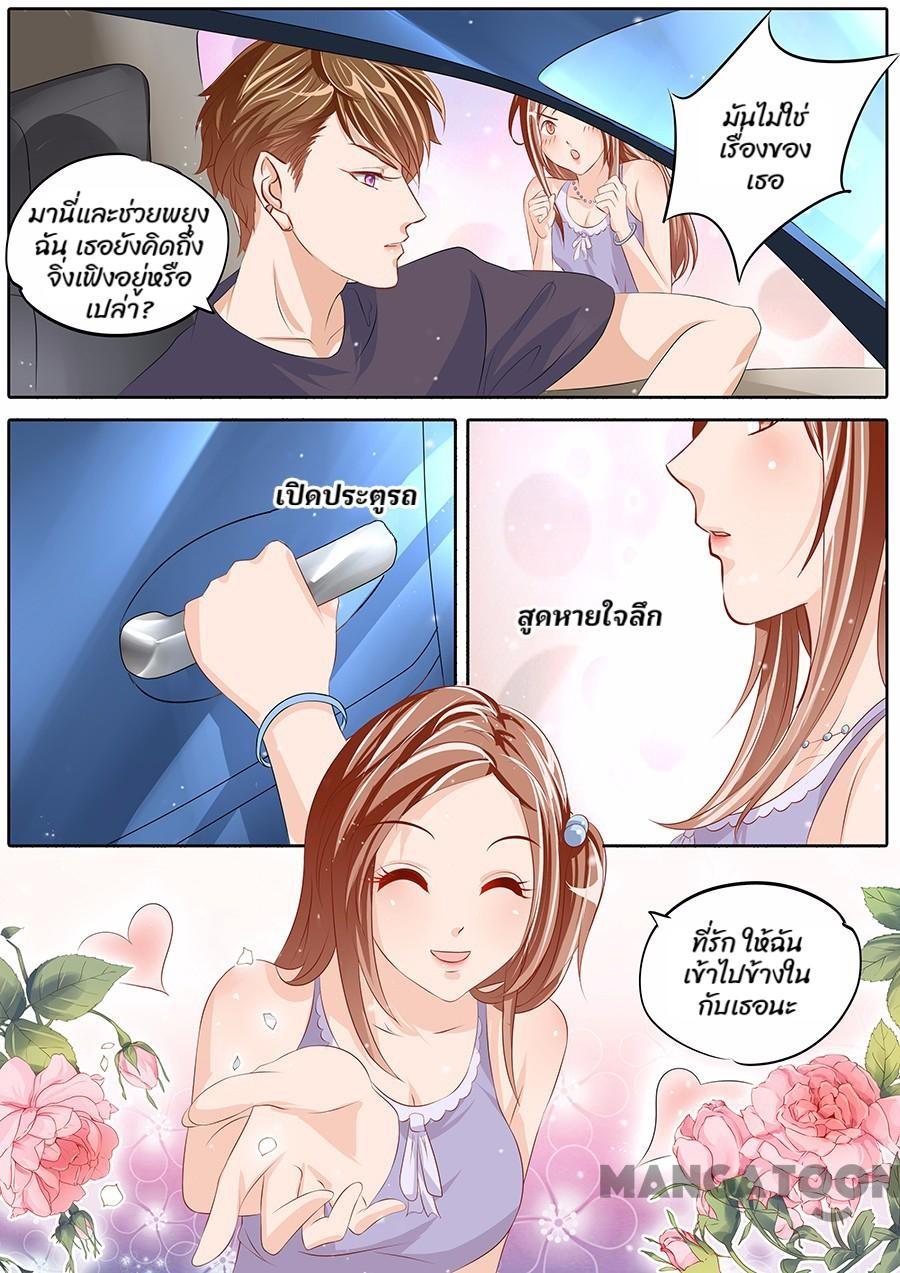 มานี่และช่วยพยุง
ฉัน เธอยังคิดถึง
จิ่งเฟิงอยู่หรือ
เปล่า?
มันไม่ใช่
เรื่องของ
เธอ
เปิดประตูรถ
สูดหายใจลึก
ที่รัก ให้ฉัน
เข้าไปข้างใน
กับเธอนะ
MANGATOON